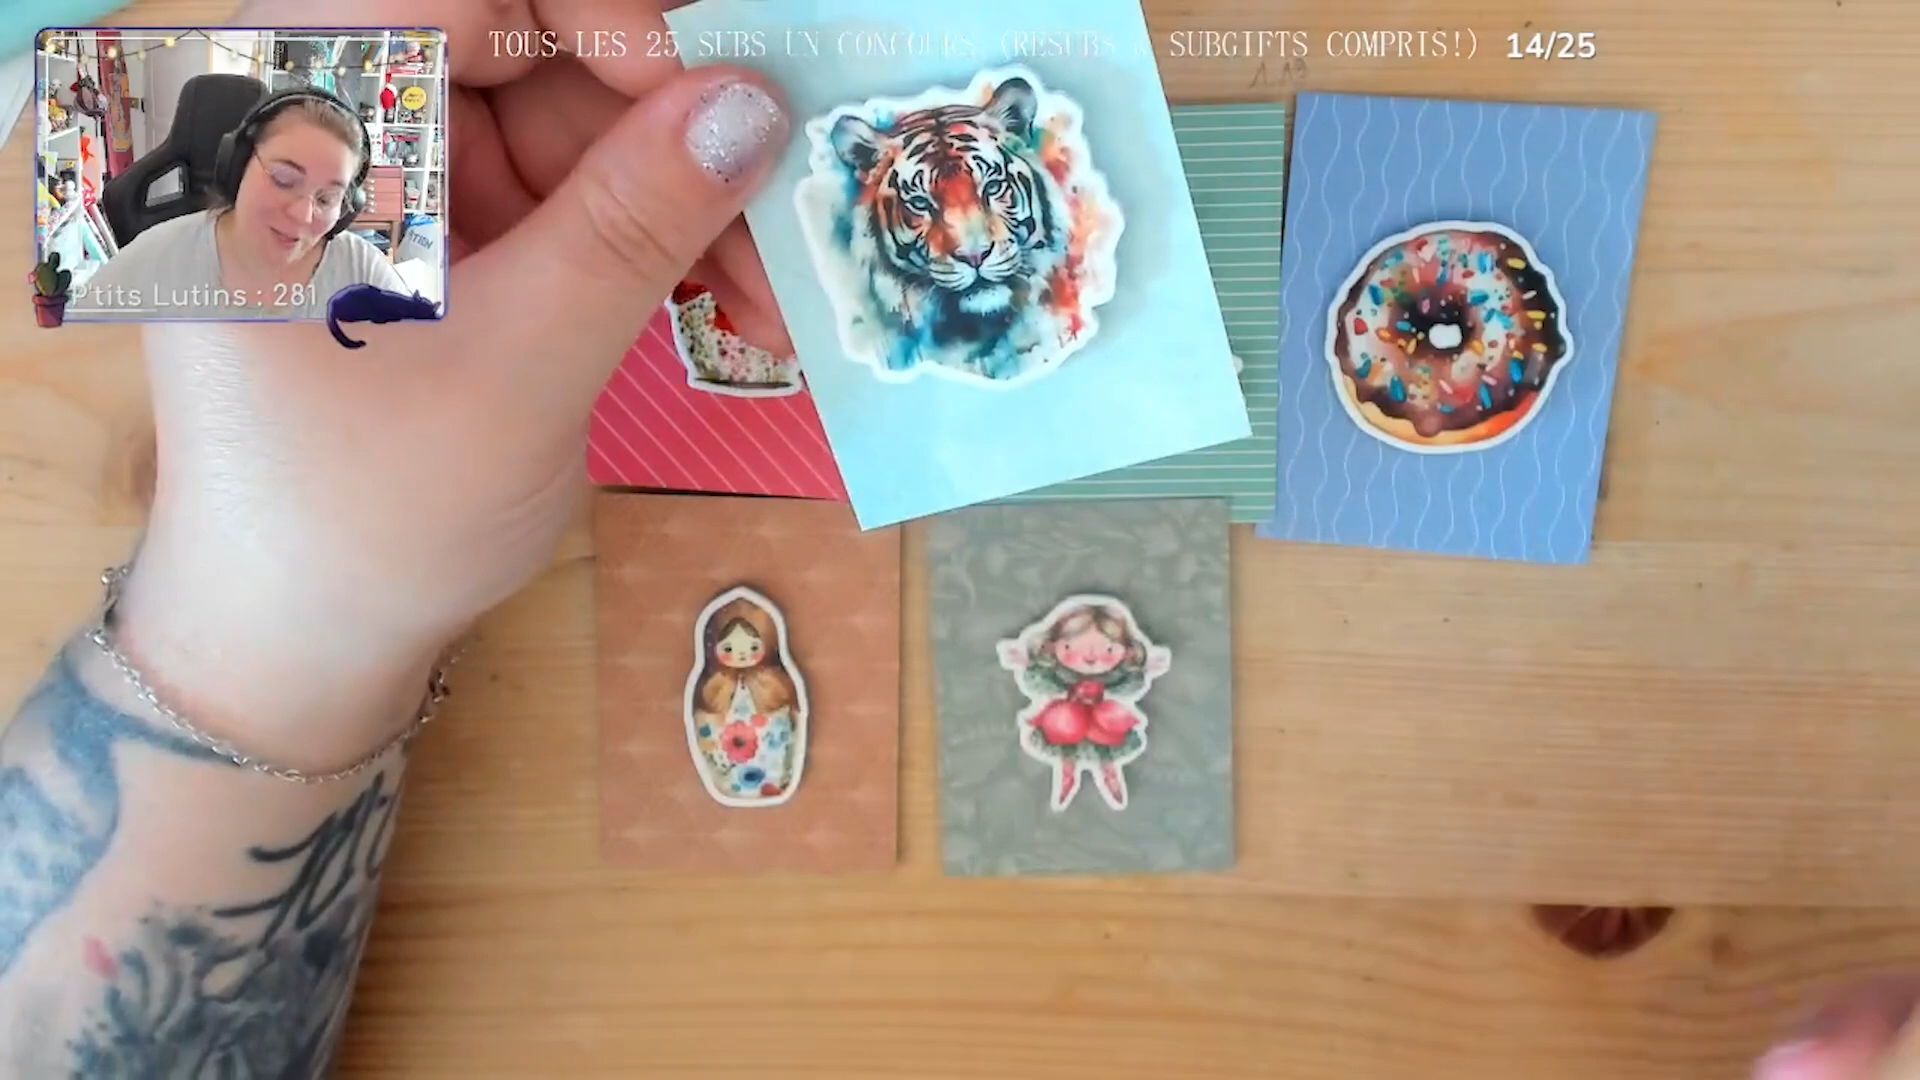 TOUS LES 25 SUBS UN CONCOURS (RESUBS & SUBGIFTS COMPRIS!) 14/25
P'tits Lutins : 281